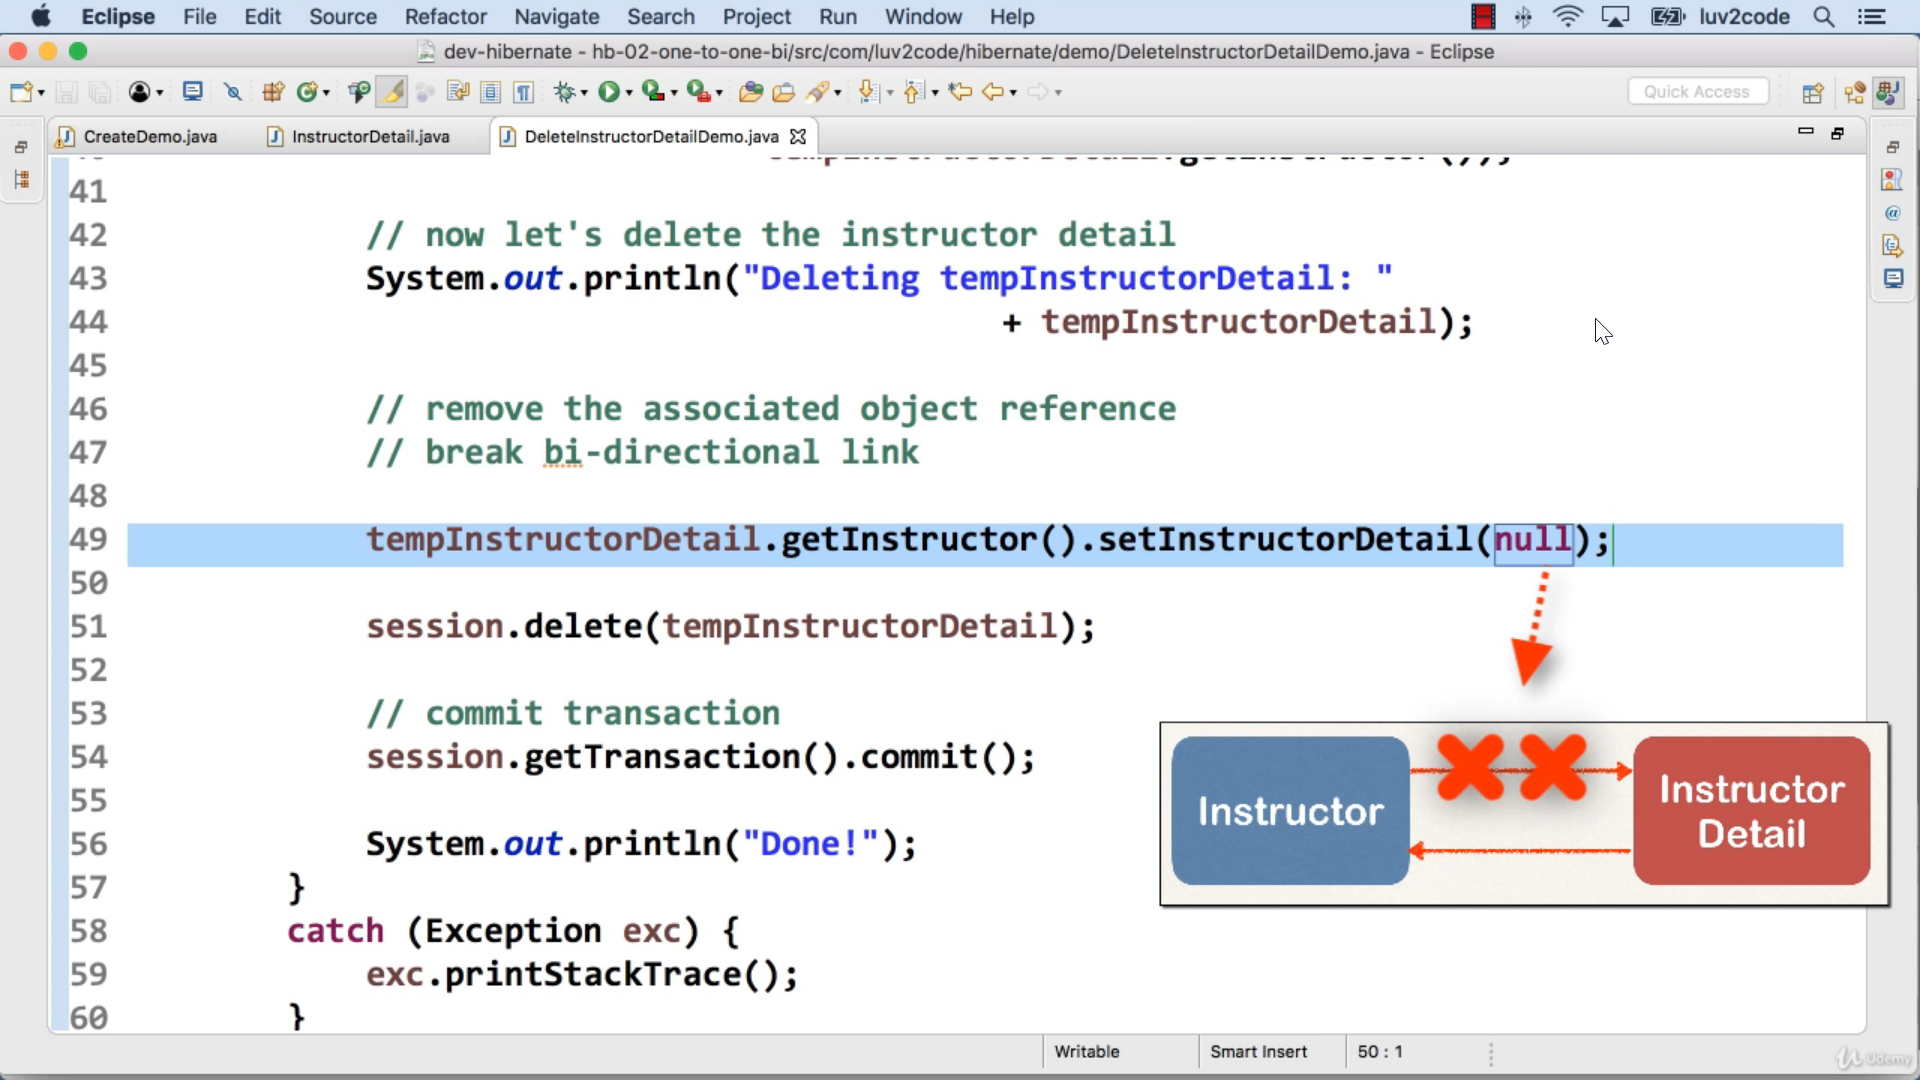 Eclipse File Edit Source Refactor Navigate Search Project Run Window Help luv2code
dev-hibernate - hb-02-one-to-one-bi/src/com/luv2code/hibernate/demo/DeleteInstructorDetailDemo.java - Eclipse
Quick Access
CreateDemo.java InstructorDetail.java DeleteInstructorDetailDemo.java
tempInstructorDetail.getInstructor());
41
42 // now let's delete the instructor detail
43 System.out.println("Deleting tempInstructorDetail: "
44 + tempInstructorDetail);
45
46 // remove the associated object reference
47 // break bi-directional link
48
49 tempInstructorDetail.getInstructor().setInstructorDetail(null);
50
51 session.delete(tempInstructorDetail);
52
53 // commit transaction
54 session.getTransaction().commit();
55
56 System.out.println("Done!");
57 }
58 catch (Exception exc) {
59 exc.printStackTrace();
60 }
Instructor
Instructor
Detail
Writable Smart Insert 50 : 1
Udemy